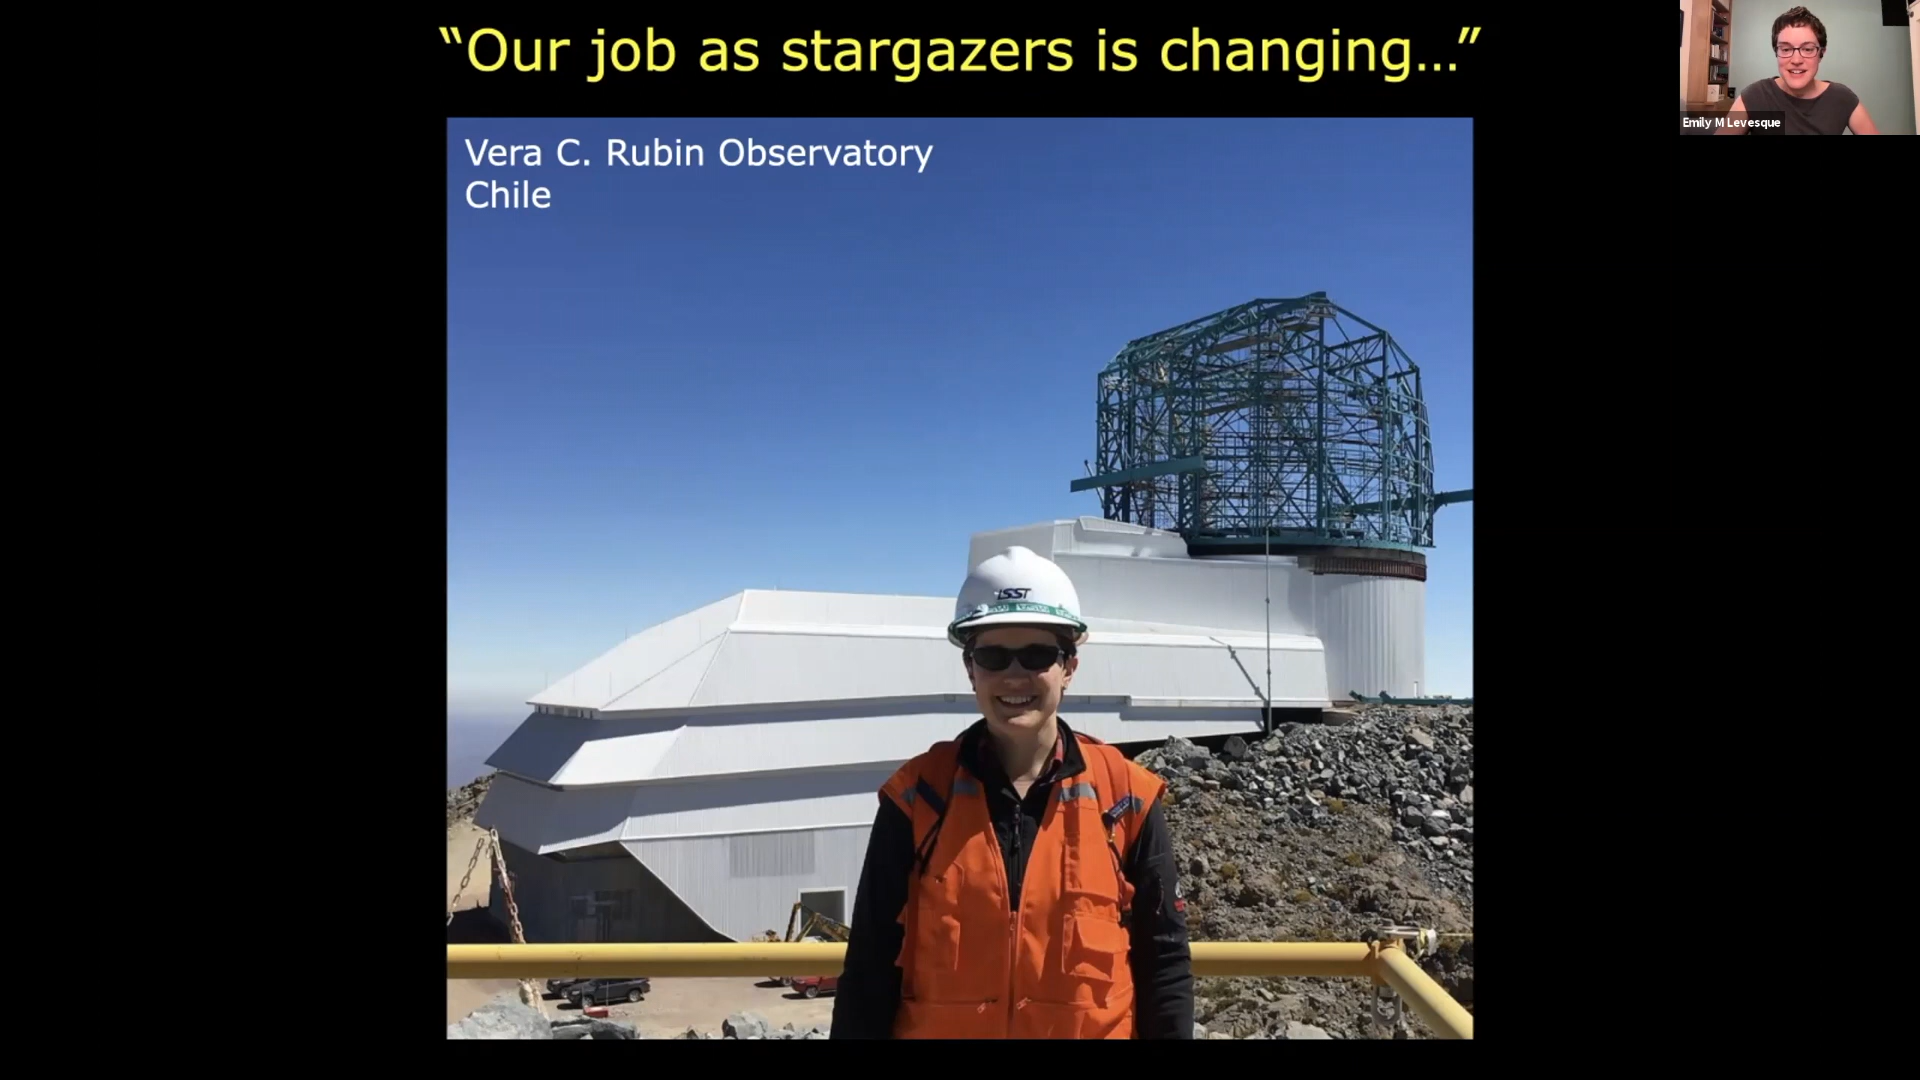 “Our job as stargazers is changing...”
Vera C. Rubin Observatory
Chile
Emily M Levesque
LSST